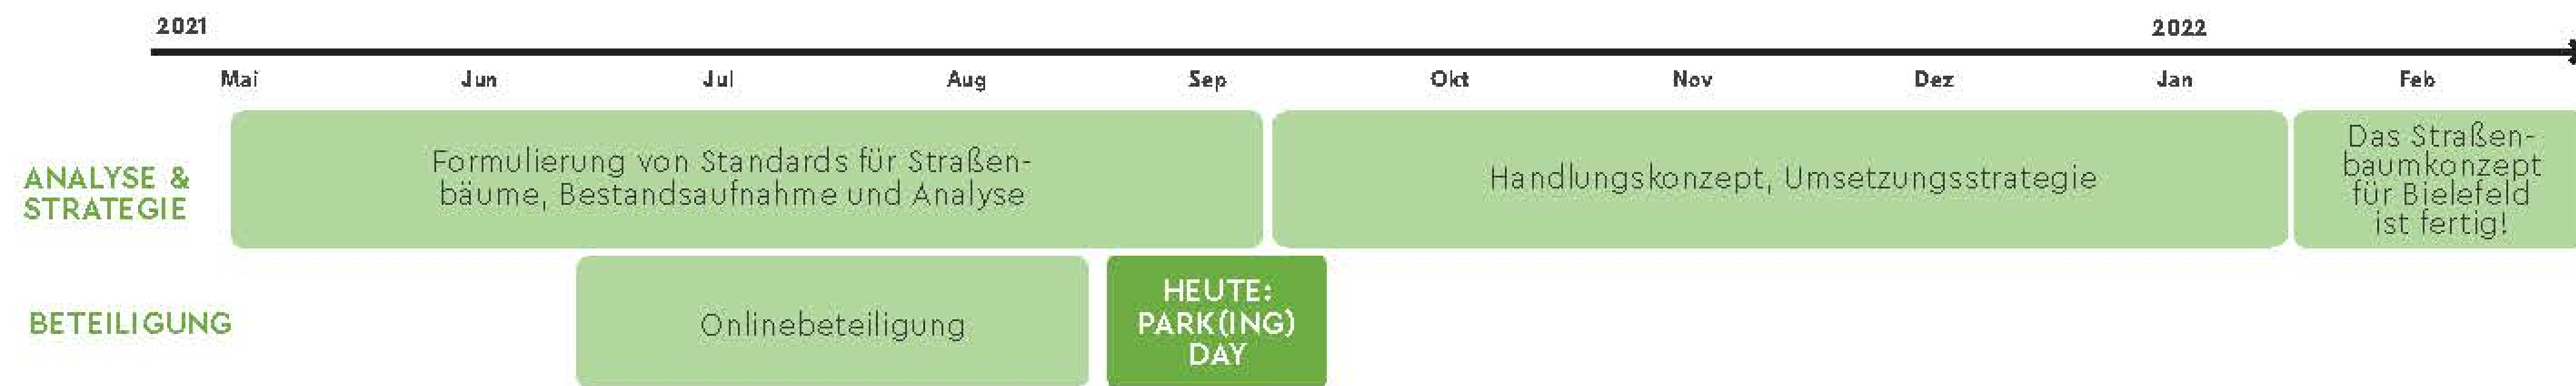 2021
2022
Mai Jun Jul Aug Sep Okt Nov Dez Jan Feb
ANALYSE &
STRATEGIE
Formulierung von Standards für Straßen-
bäume, Bestandsaufnahme und Analyse
Handlungskonzept, Umsetzungsstrategie
Das Straßen-
baumkonzept
für Bielefeld
ist fertig!
BETEILIGUNG
Onlinebeteiligung
HEUTE:
PARK(ING)
DAY